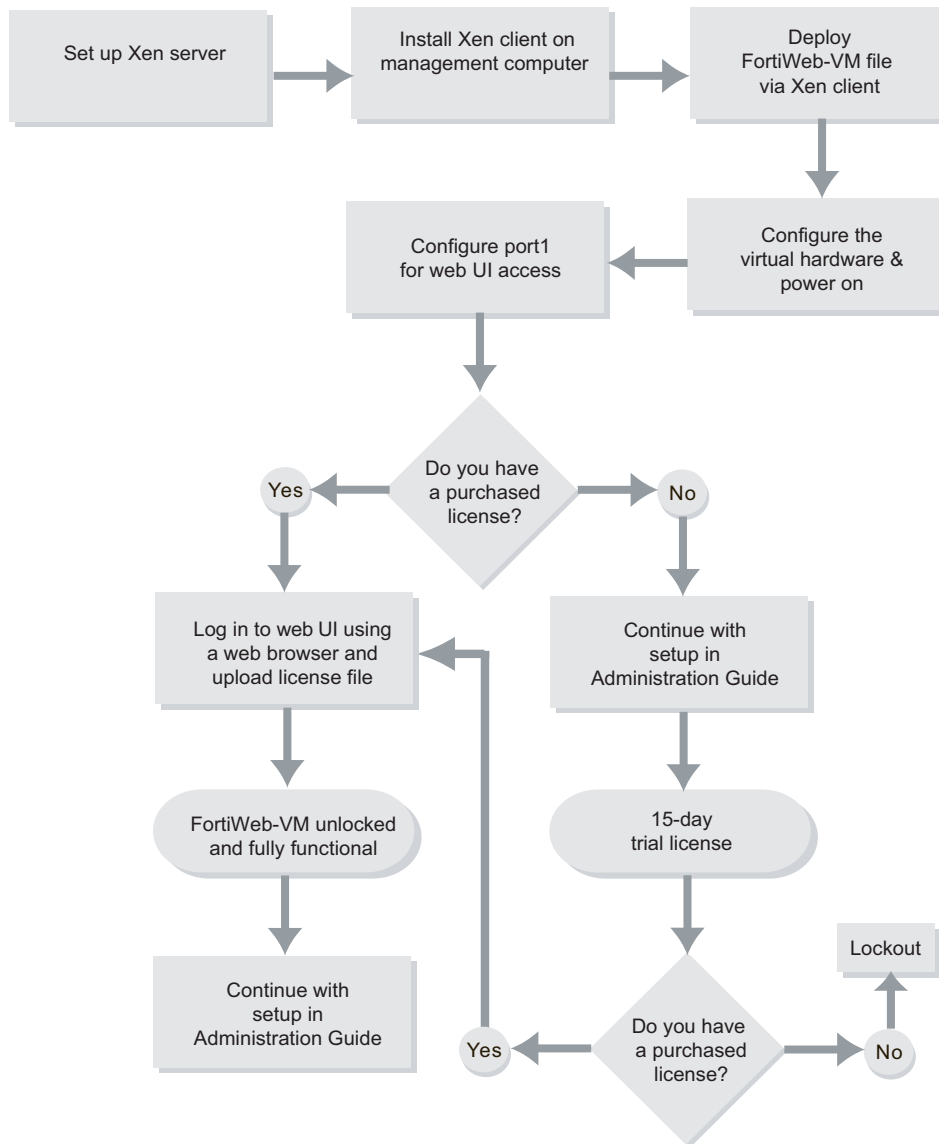 Set up Xen server
Install Xen client on
management computer
Deploy
FortiWeb-VM file
via Xen client
Configure port1
for web UI access
Configure the
virtual hardware &
power on
Do you have
a purchased
license?
Yes
No
Log in to web UI using
a web browser and
upload license file
Continue with
setup in
Administration Guide
FortiWeb-VM unlocked
and fully functional
15-day
trial license
Lockout
Continue with
setup in
Administration Guide
Do you have
a purchased
license?
Yes
No